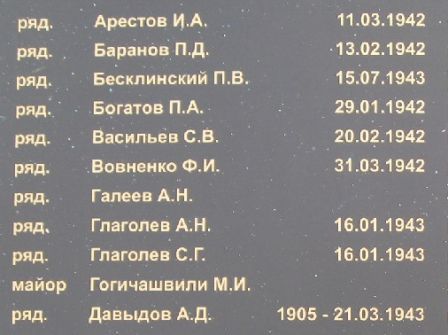 ряд. Арестов И.А. 11.03.1942
ряд. Баранов П.Д. 13.02.1942
ряд. Бесклинский П.В. 15.07.1943
ряд. Богатов П.А. 29.01.1942
ряд. Васильев С.В. 20.02.1942
ряд. Вовненко Ф.И. 31.03.1942
ряд. Галеев А.Н.
ряд. Глаголев А.Н. 16.01.1943
ряд. Глаголев С.Г. 16.01.1943
майор Гогичашвили М.И.
ряд. Давыдов А.Д. 1905 - 21.03.1943